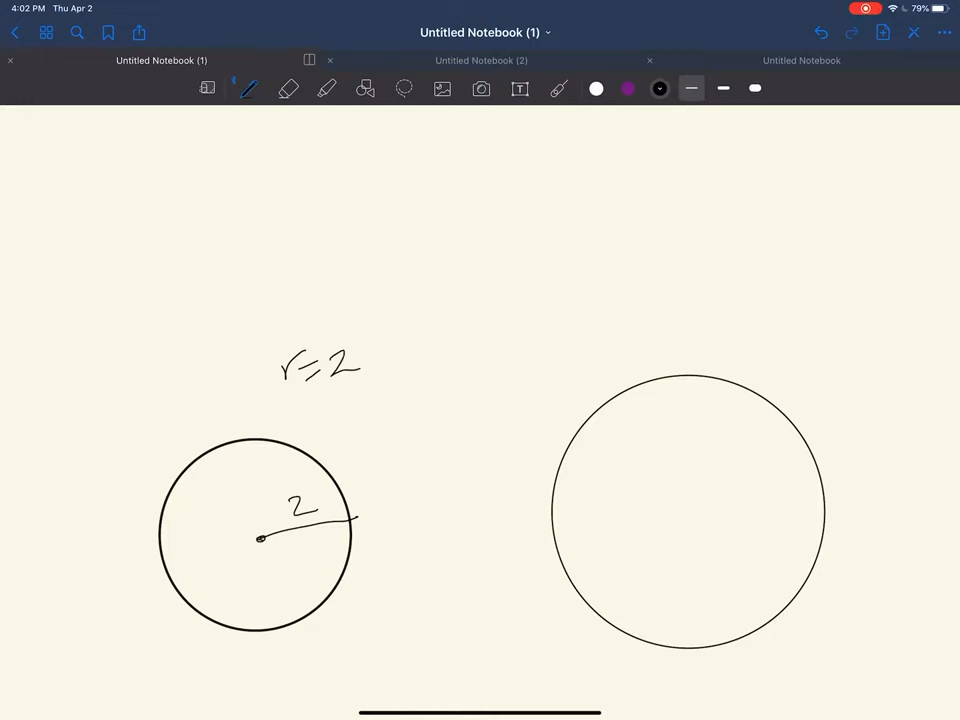 4:02 PM Thu Apr 2
79%
Untitled Notebook (1)
Untitled Notebook (1)
Untitled Notebook (2)
Untitled Notebook
T
r=2
2